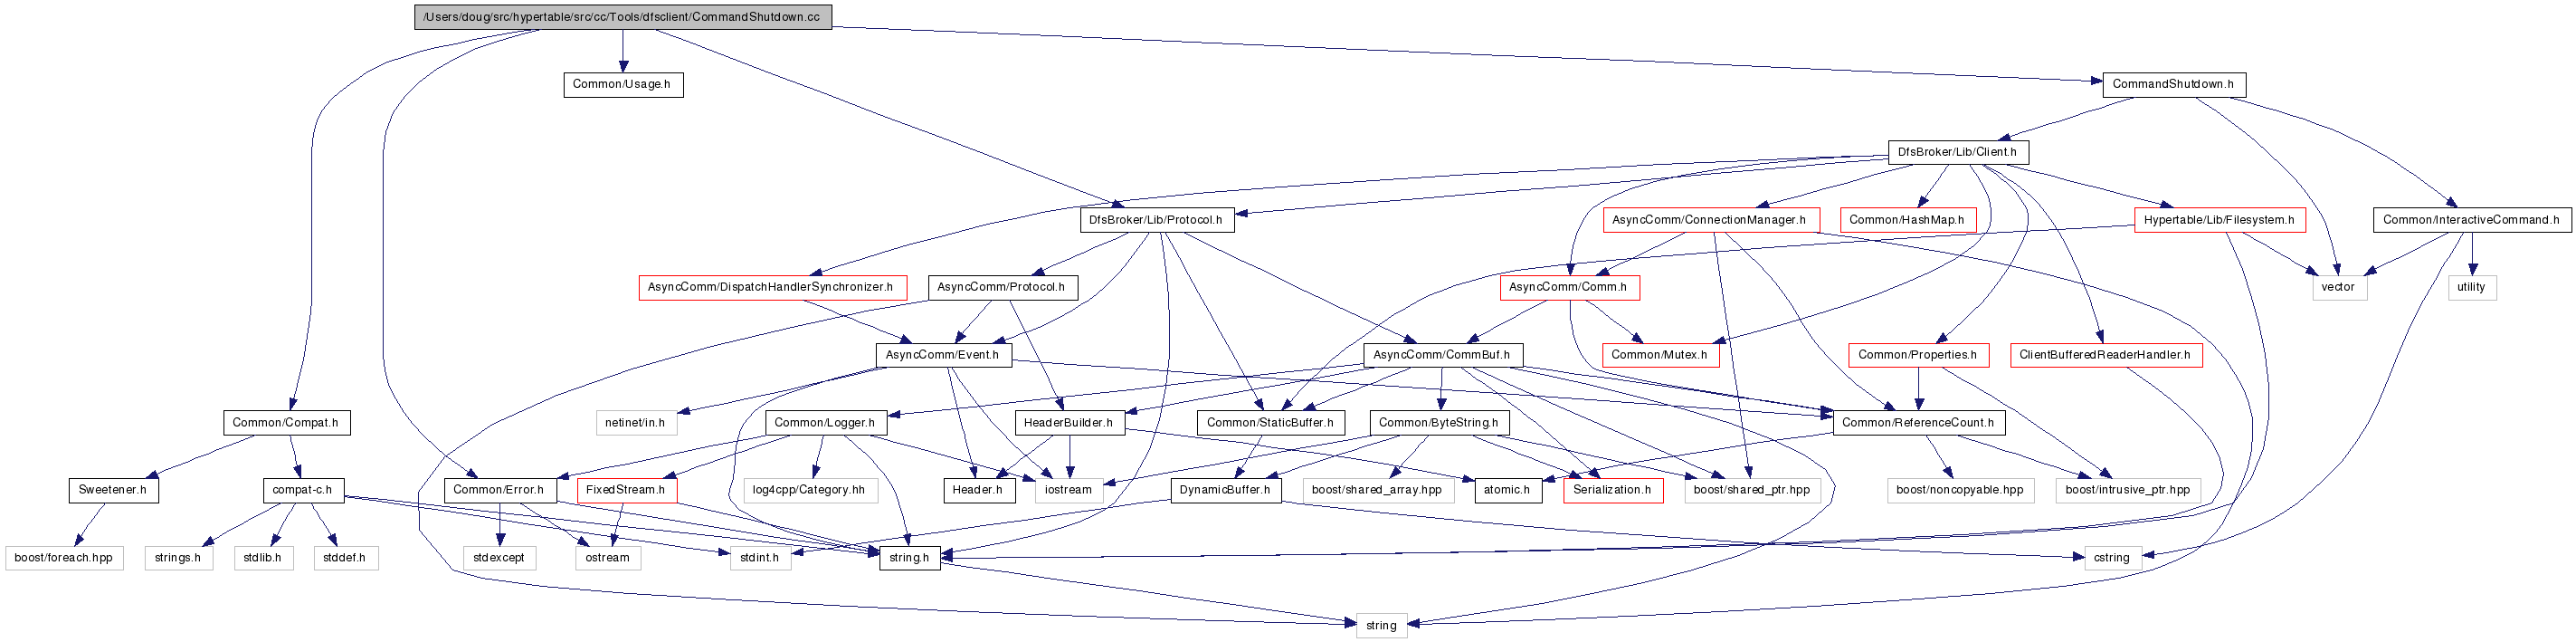 /Users/doug/src/hypertable/src/cc/Tools/dfsclient/CommandShutdown.cc
Common/Usage.h
CommandShutdown.h
DfsBroker/Lib/Client.h
DfsBroker/Lib/Protocol.h
AsyncComm/ConnectionManager.h
Common/HashMap.h
Hypertable/Lib/Filesystem.h
Common/InteractiveCommand.h
AsyncComm/DispatchHandlerSynchronizer.h
AsyncComm/Protocol.h
AsyncComm/Comm.h
vector
utility
AsyncComm/Event.h
AsyncComm/CommBuf.h
Common/Mutex.h
Common/Properties.h
ClientBufferedReaderHandler.h
Common/Compat.h
netinet/in.h
Common/Logger.h
HeaderBuilder.h
Common/StaticBuffer.h
Common/ByteString.h
Common/ReferenceCount.h
Sweetener.h
compat-c.h
Common/Error.h
FixedStream.h
log4cpp/Category.hh
Header.h
iostream
DynamicBuffer.h
boost/shared_array.hpp
atomic.h
Serialization.h
boost/shared_ptr.hpp
boost/noncopyable.hpp
boost/intrusive_ptr.hpp
boost/foreach.hpp
strings.h
stdlib.h
stddef.h
stdexcept
ostream
stdint.h
string.h
cstring
string